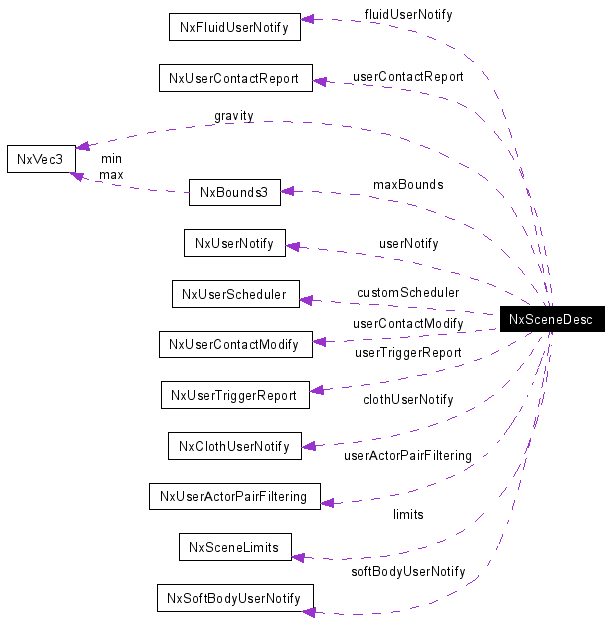 fluidUserNotify
NxFluidUserNotify
userContactReport
NxUserContactReport
gravity
NxVec3
min
max
maxBounds
NxBounds3
userNotify
NxUserNotify
customScheduler
NxUserScheduler
NxSceneDesc
userContactModify
NxUserContactModify
userTriggerReport
NxUserTriggerReport
clothUserNotify
NxClothUserNotify
userActorPairFiltering
NxUserActorPairFiltering
limits
NxSceneLimits
softBodyUserNotify
NxSoftBodyUserNotify